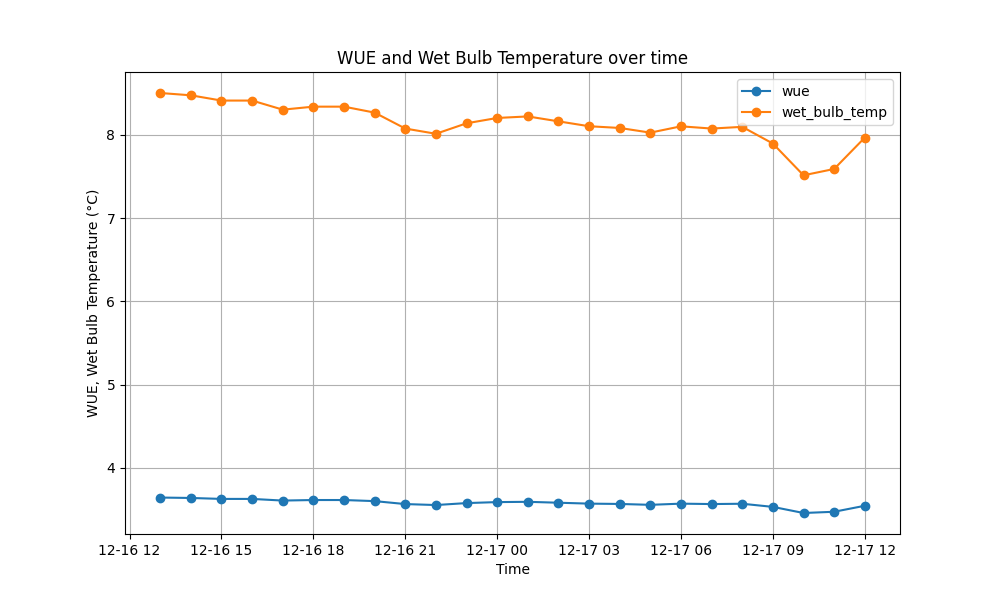 WUE and Wet Bulb Temperature over time
wue
wet_bulb_temp
WUE, Wet Bulb Temperature (°C)
8
7
6
5
4
12-16 12 12-16 15 12-16 18 12-16 21 12-17 00 12-17 03 12-17 06 12-17 09 12-17 12
Time